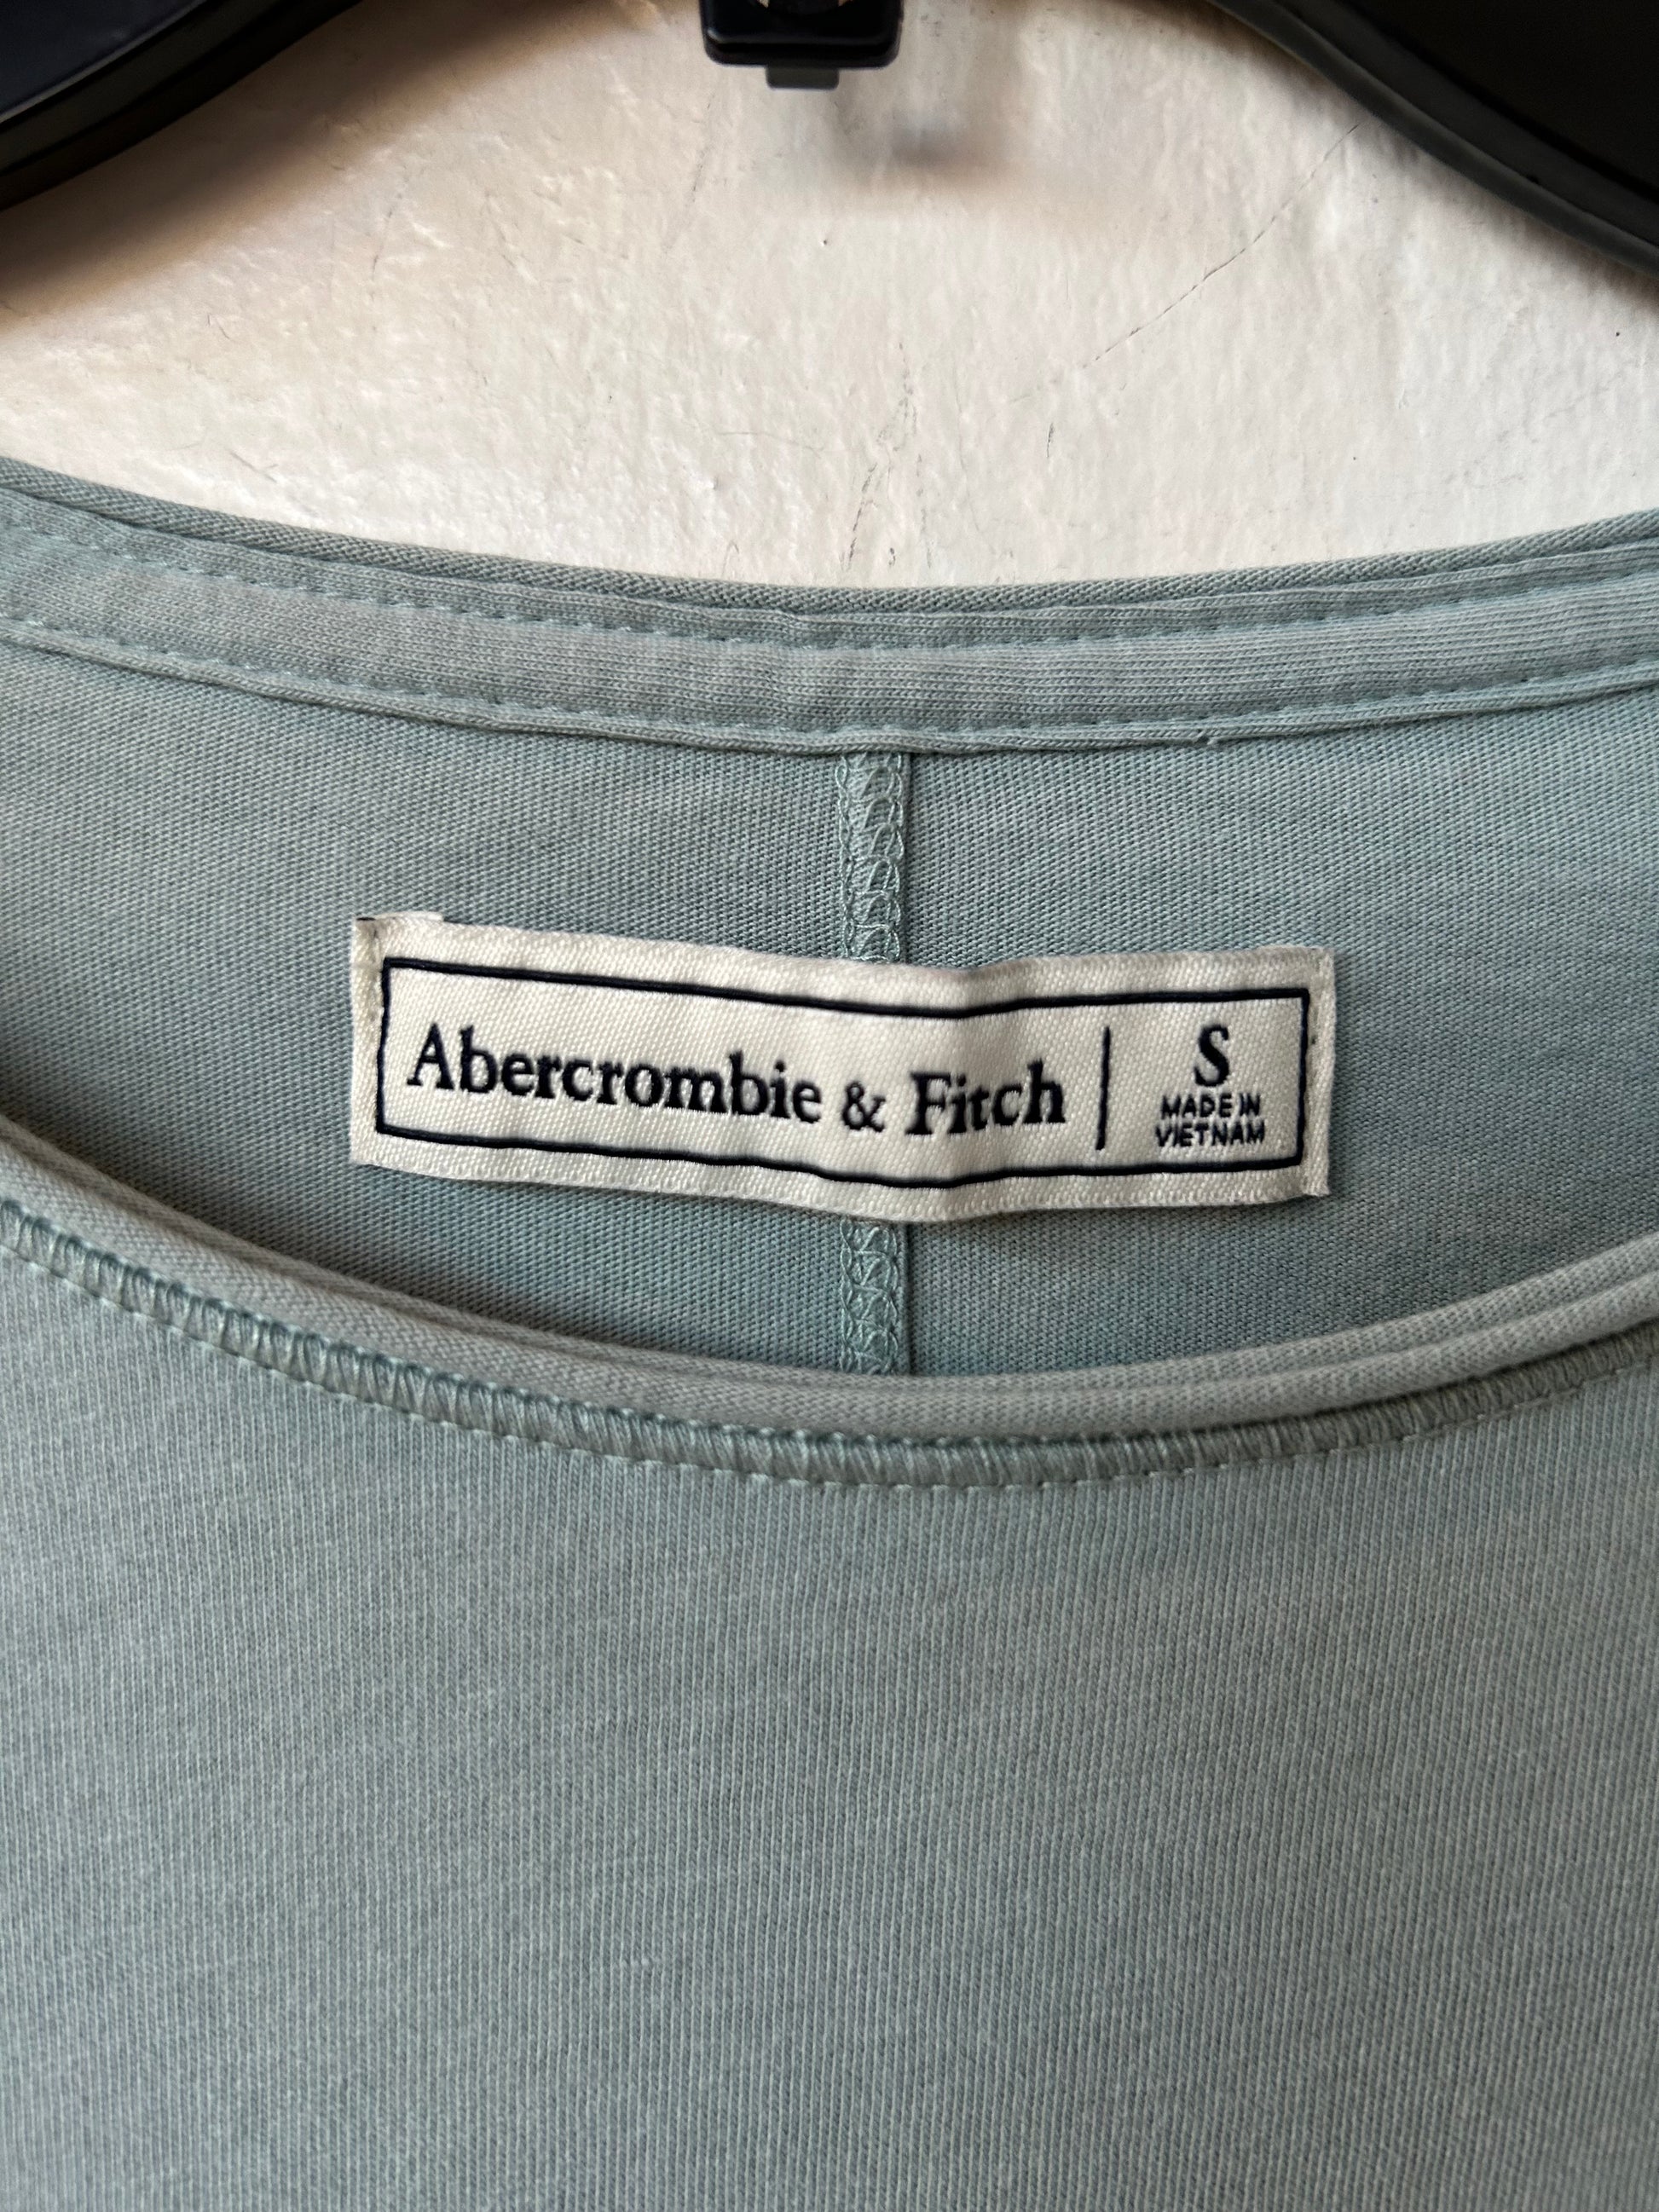 Abercrombie & Fitch
S
MADE IN
VIETNAM